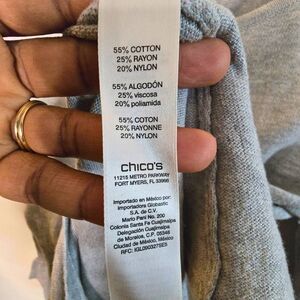 55% COTTON
25% RAYON
20% NYLON
55% ALGODÓN
25% viscosa
20% poliamida
55% COTON
25% RAYONNE
20% NYLON
chico's
11215 METRO PARKWAY
FORT MYERS, FL 33966
Importado en México por:
Importadora Globastic
S.A. de C.V.
Mario Pani No. 200
Colonia Santa Fe Cuajimalpa
Delegación Cuajimalpa
de Morelos, C.P. 05348
Ciudad de México, México
RFC: IGL090327SE5